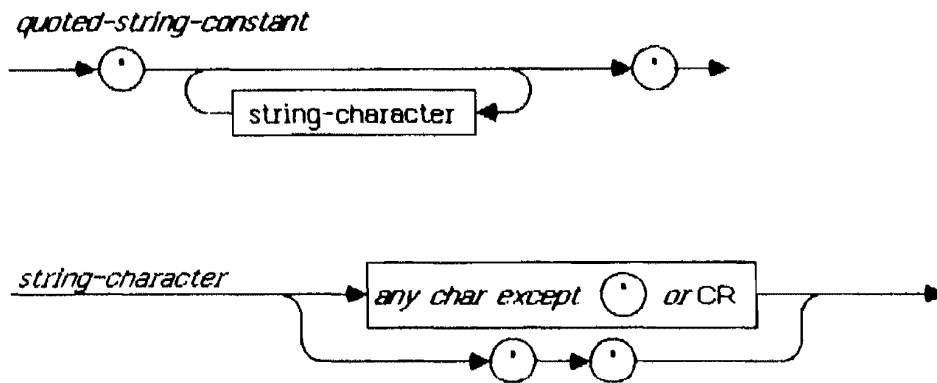 quoted-string-constant
' '
string-character
string-character
any char except ' or CR
' '